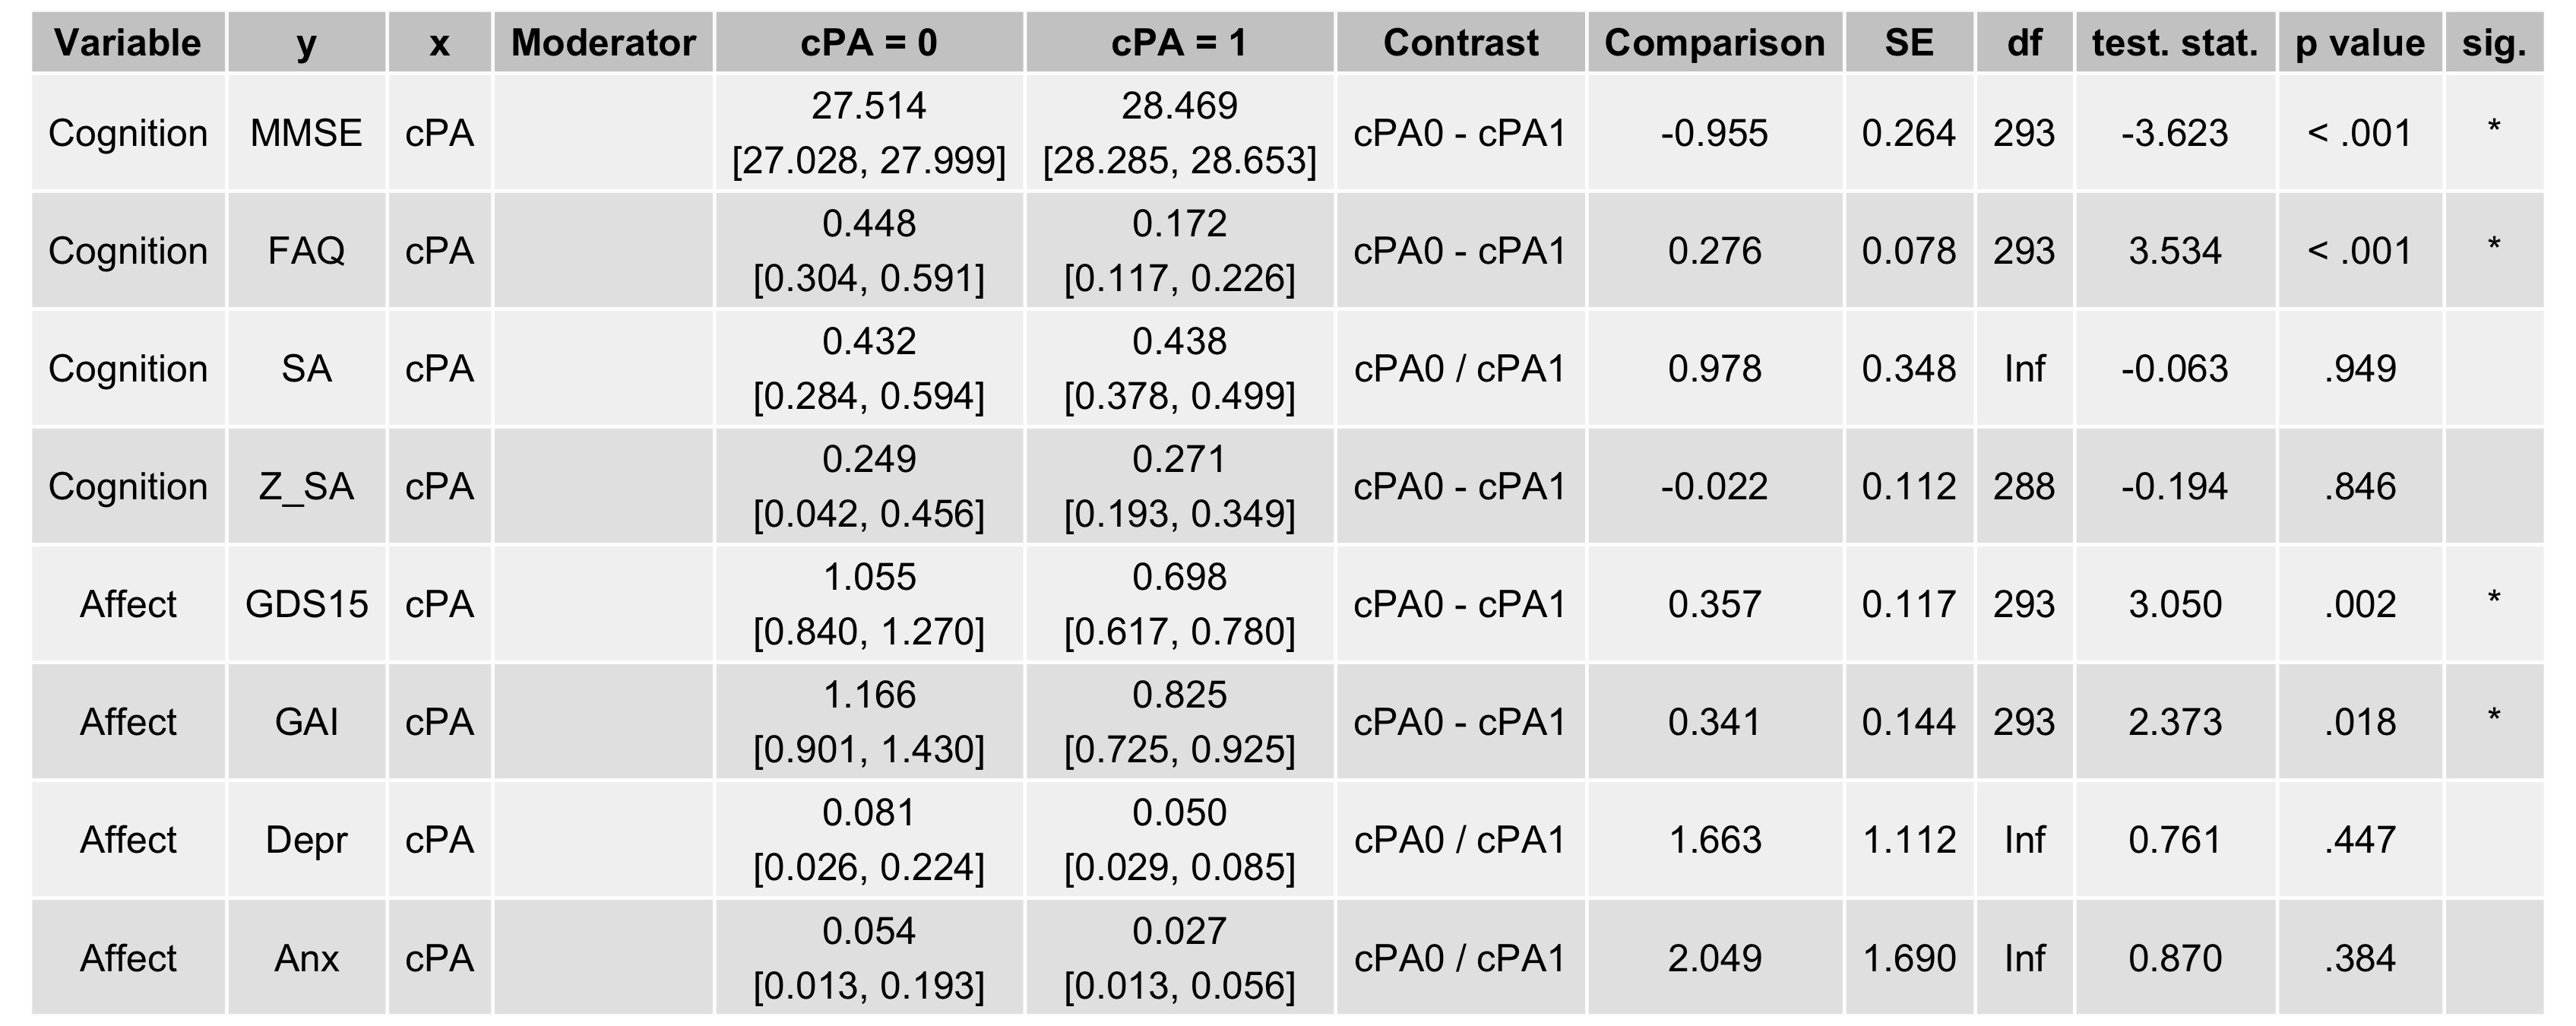 Variable y x Moderator cPA = 0 cPA = 1 Contrast Comparison SE df test. stat. p value sig.
27.514 28.469
Cognition MMSE cPA cPA0 - cPA1 -0.955 0.264 293 -3.623 < .001 *
[27.028, 27.999] [28.285, 28.653]
0.448 0.172
Cognition FAQ cPA cPA0 - cPA1 0.276 0.078 293 3.534 < .001 *
[0.304, 0.591] [0.117, 0.226]
0.432 0.438
Cognition SA cPA cPA0 / cPA1 0.978 0.348 Inf -0.063 .949
[0.284, 0.594] [0.378, 0.499]
0.249 0.271
Cognition Z_SA cPA cPA0 - cPA1 -0.022 0.112 288 -0.194 .846
[0.042, 0.456] [0.193, 0.349]
1.055 0.698
Affect GDS15 cPA cPA0 - cPA1 0.357 0.117 293 3.050 .002 *
[0.840, 1.270] [0.617, 0.780]
1.166 0.825
Affect GAI cPA cPA0 - cPA1 0.341 0.144 293 2.373 .018 *
[0.901, 1.430] [0.725, 0.925]
0.081 0.050
Affect Depr cPA cPA0 / cPA1 1.663 1.112 Inf 0.761 .447
[0.026, 0.224] [0.029, 0.085]
0.054 0.027
Affect Anx cPA cPA0 / cPA1 2.049 1.690 Inf 0.870 .384
[0.013, 0.193] [0.013, 0.056]